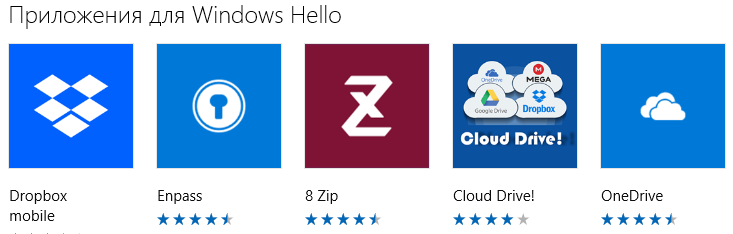 Приложения для Windows Hello
OneDrive
MEGA
Google Drive
Dropbox
Cloud Drive!
Dropbox mobile
Enpass
8 Zip
Cloud Drive!
OneDrive